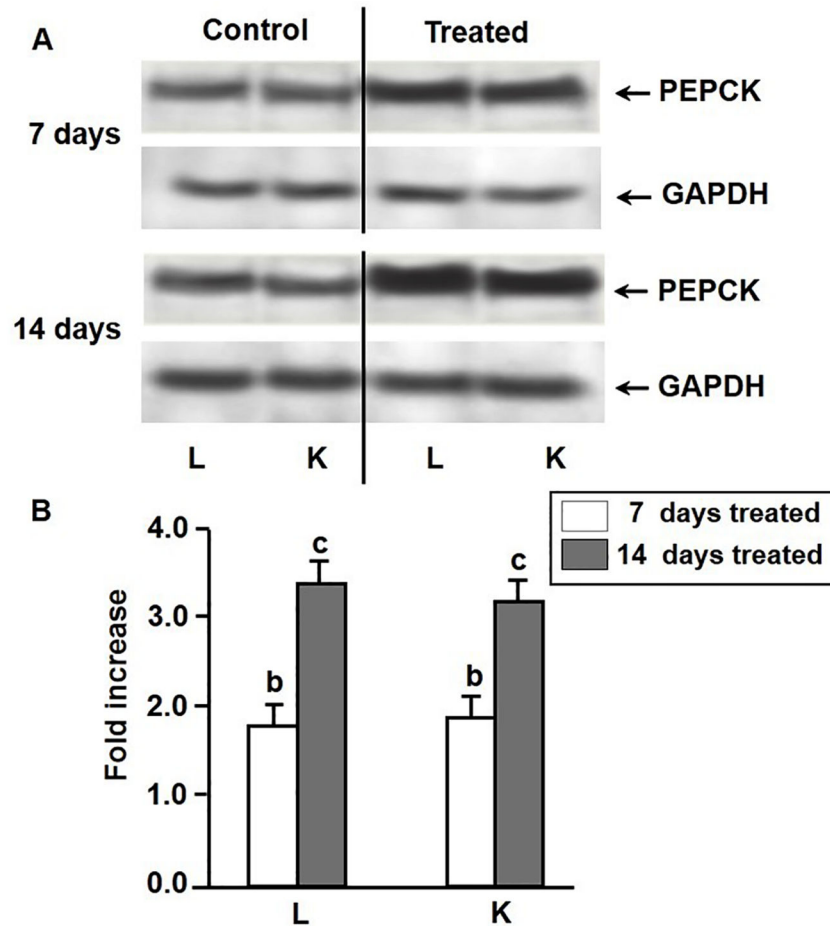 A
Control
Treated
7 days
← PEPCK
← GAPDH
14 days
← PEPCK
← GAPDH
L K L K
B
7 days treated
14 days treated
Fold increase
4.0
3.0
2.0
1.0
0.0
b
c
b
c
L
K